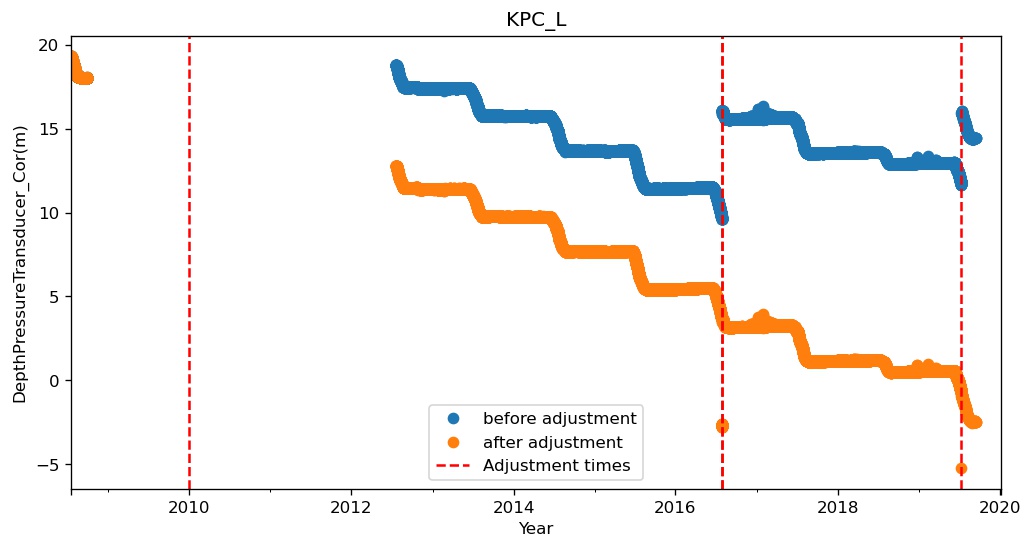 KPC_L
DepthPressureTransducer_Cor(m)
20
15
10
5
0
−5
before adjustment
after adjustment
Adjustment times
2010
2012
2014
2016
2018
2020
Year